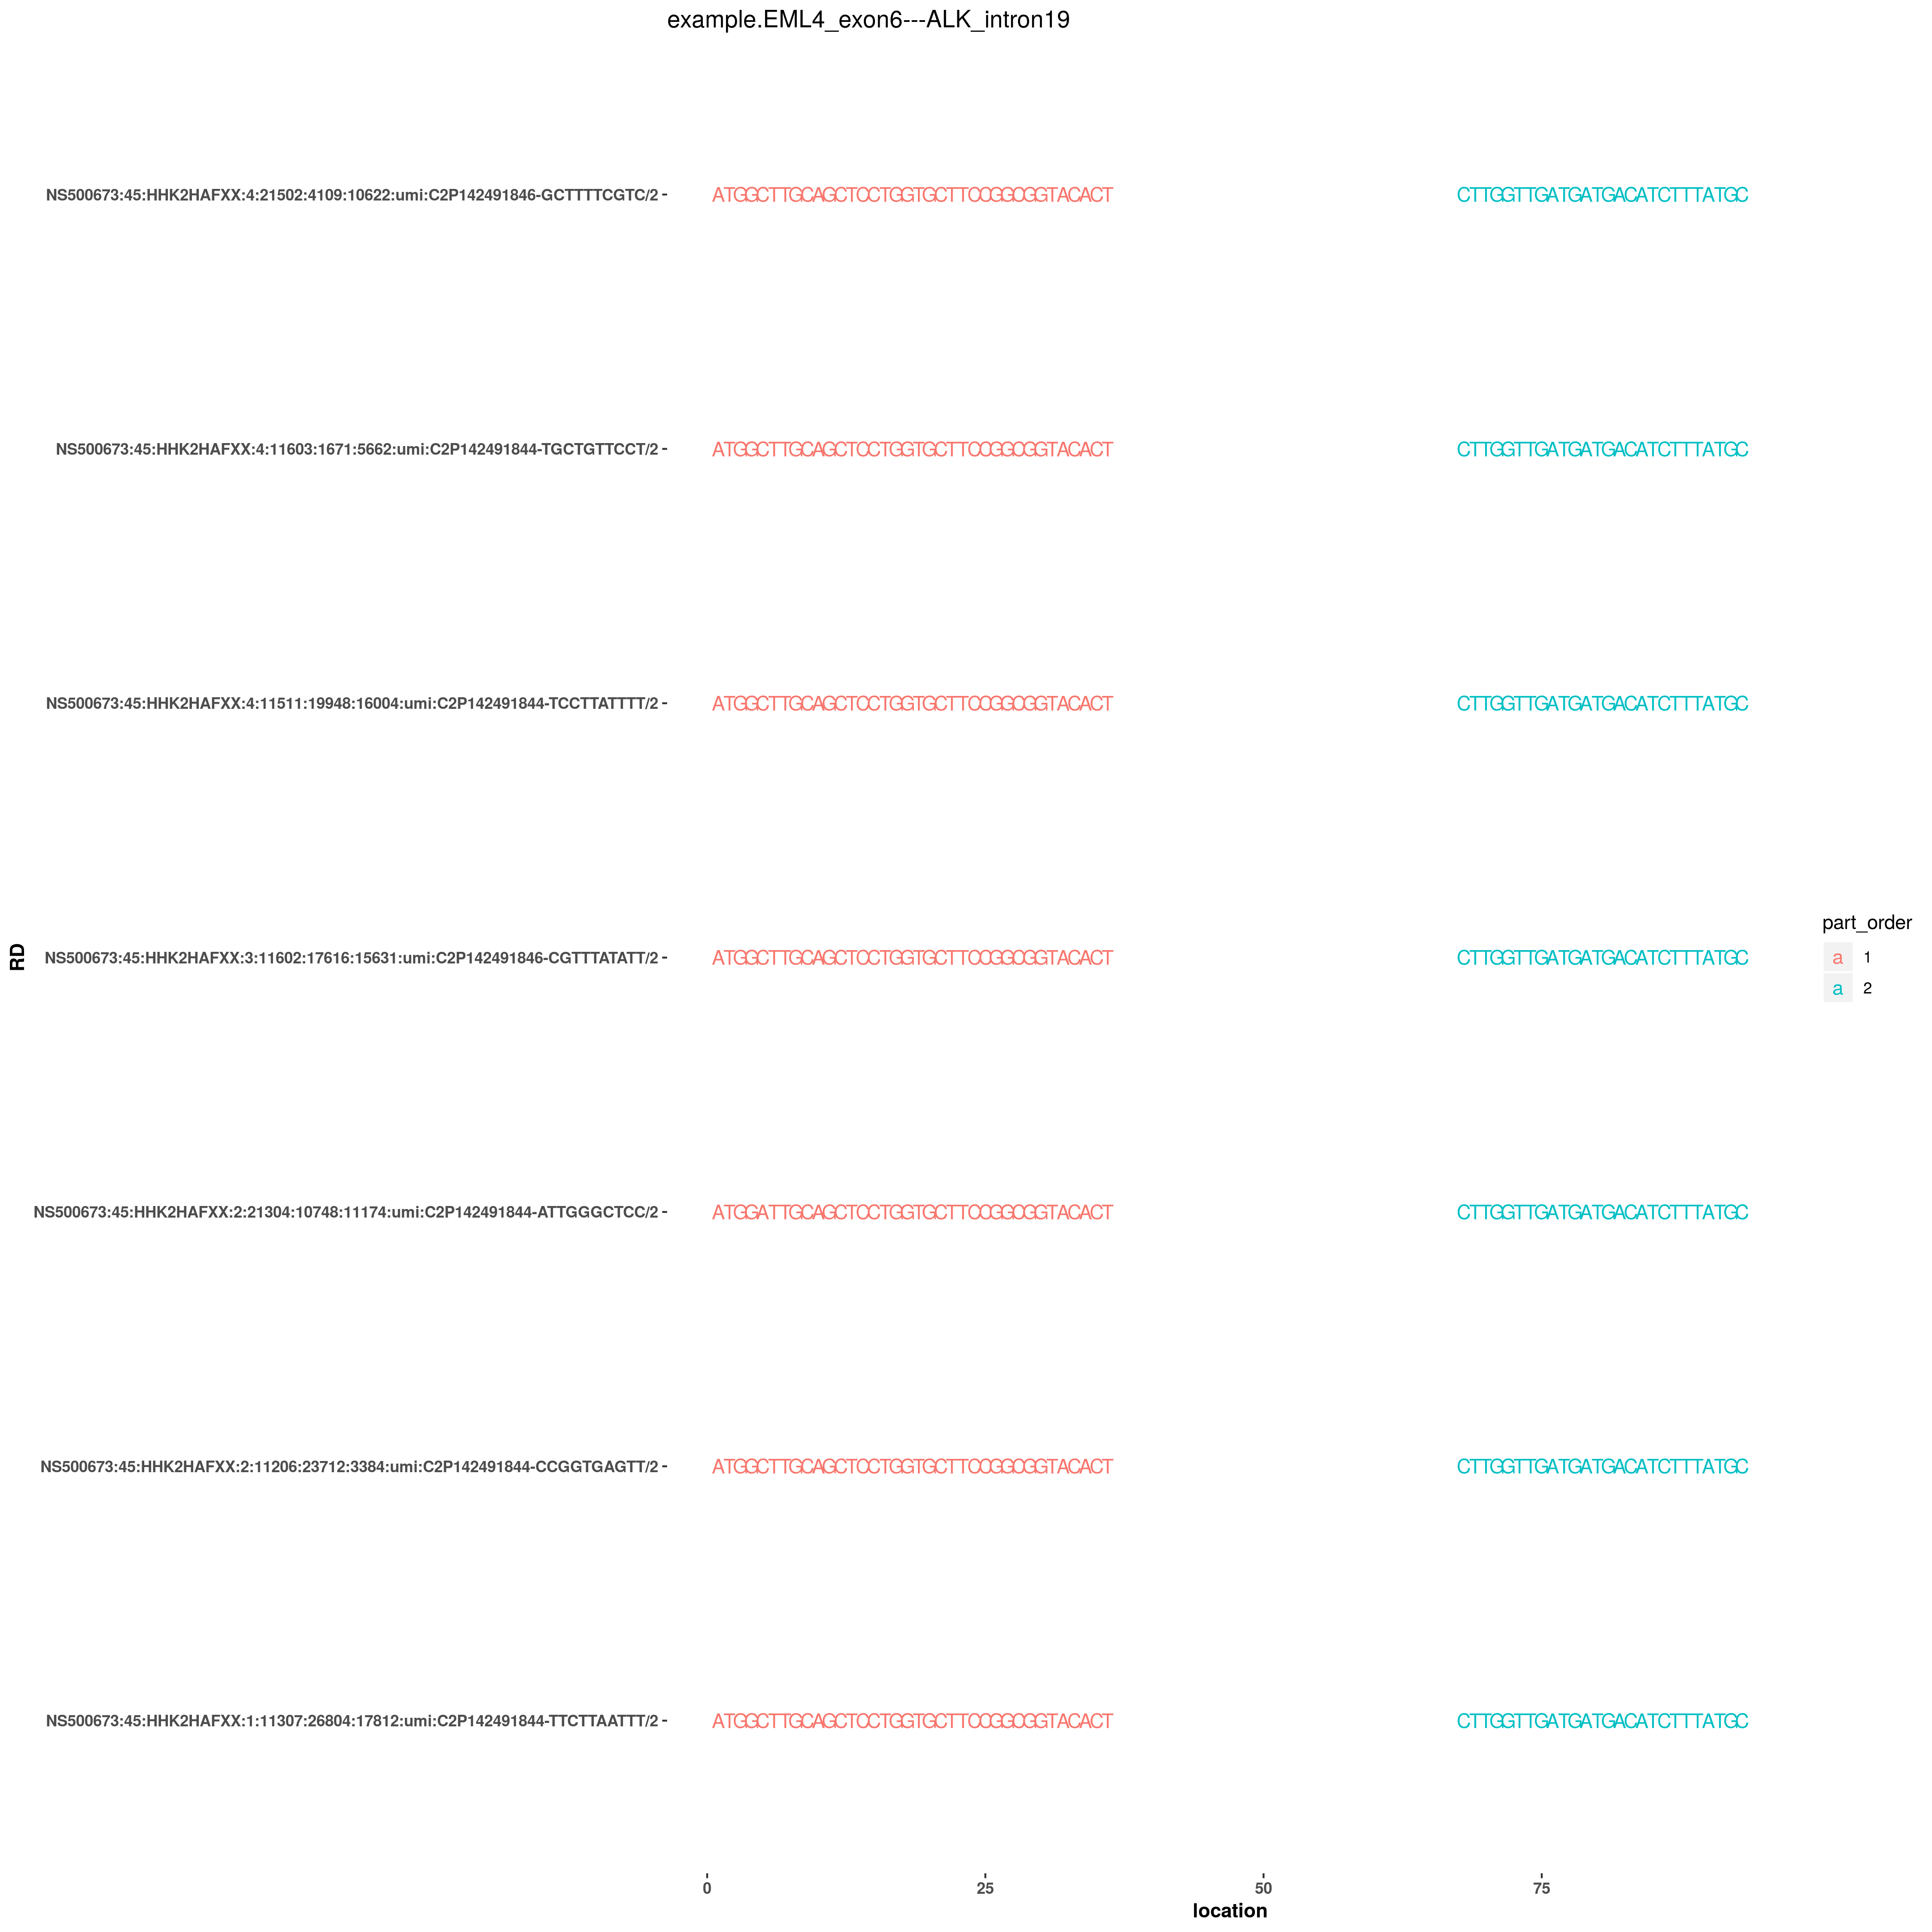 example.EML4_exon6---ALK_intron19
NS500673:45:HHK2HAFXX:4:21502:4109:10622:umi:C2P142491846-GCTTTTCGTC/2 ATGGCTTGCAGCTCCTGGTGCTTCCGGCGGTACACT CTTGGTTGATGATGACATCTTTATGC
NS500673:45:HHK2HAFXX:4:11603:1671:5662:umi:C2P142491844-TGCTGTTCCT/2 ATGGCTTGCAGCTCCTGGTGCTTCCGGCGGTACACT CTTGGTTGATGATGACATCTTTATGC
NS500673:45:HHK2HAFXX:4:11511:19948:16004:umi:C2P142491844-TCCTTATTTT/2 ATGGCTTGCAGCTCCTGGTGCTTCCGGCGGTACACT CTTGGTTGATGATGACATCTTTATGC
NS500673:45:HHK2HAFXX:3:11602:17616:15631:umi:C2P142491846-CGTTTATATT/2 ATGGCTTGCAGCTCCTGGTGCTTCCGGCGGTACACT CTTGGTTGATGATGACATCTTTATGC
NS500673:45:HHK2HAFXX:2:21304:10748:11174:umi:C2P142491844-ATTGGGCTCC/2 ATGGATTGCAGCTCCTGGTGCTTCCGGCGGTACACT CTTGGTTGATGATGACATCTTTATGC
NS500673:45:HHK2HAFXX:2:11206:23712:3384:umi:C2P142491844-CCGGTGAGTT/2 ATGGCTTGCAGCTCCTGGTGCTTCCGGCGGTACACT CTTGGTTGATGATGACATCTTTATGC
NS500673:45:HHK2HAFXX:1:11307:26804:17812:umi:C2P142491844-TTCTTAATTT/2 ATGGCTTGCAGCTCCTGGTGCTTCCGGCGGTACACT CTTGGTTGATGATGACATCTTTATGC
RD
0 25 50 75
location
part_order
a 1
a 2